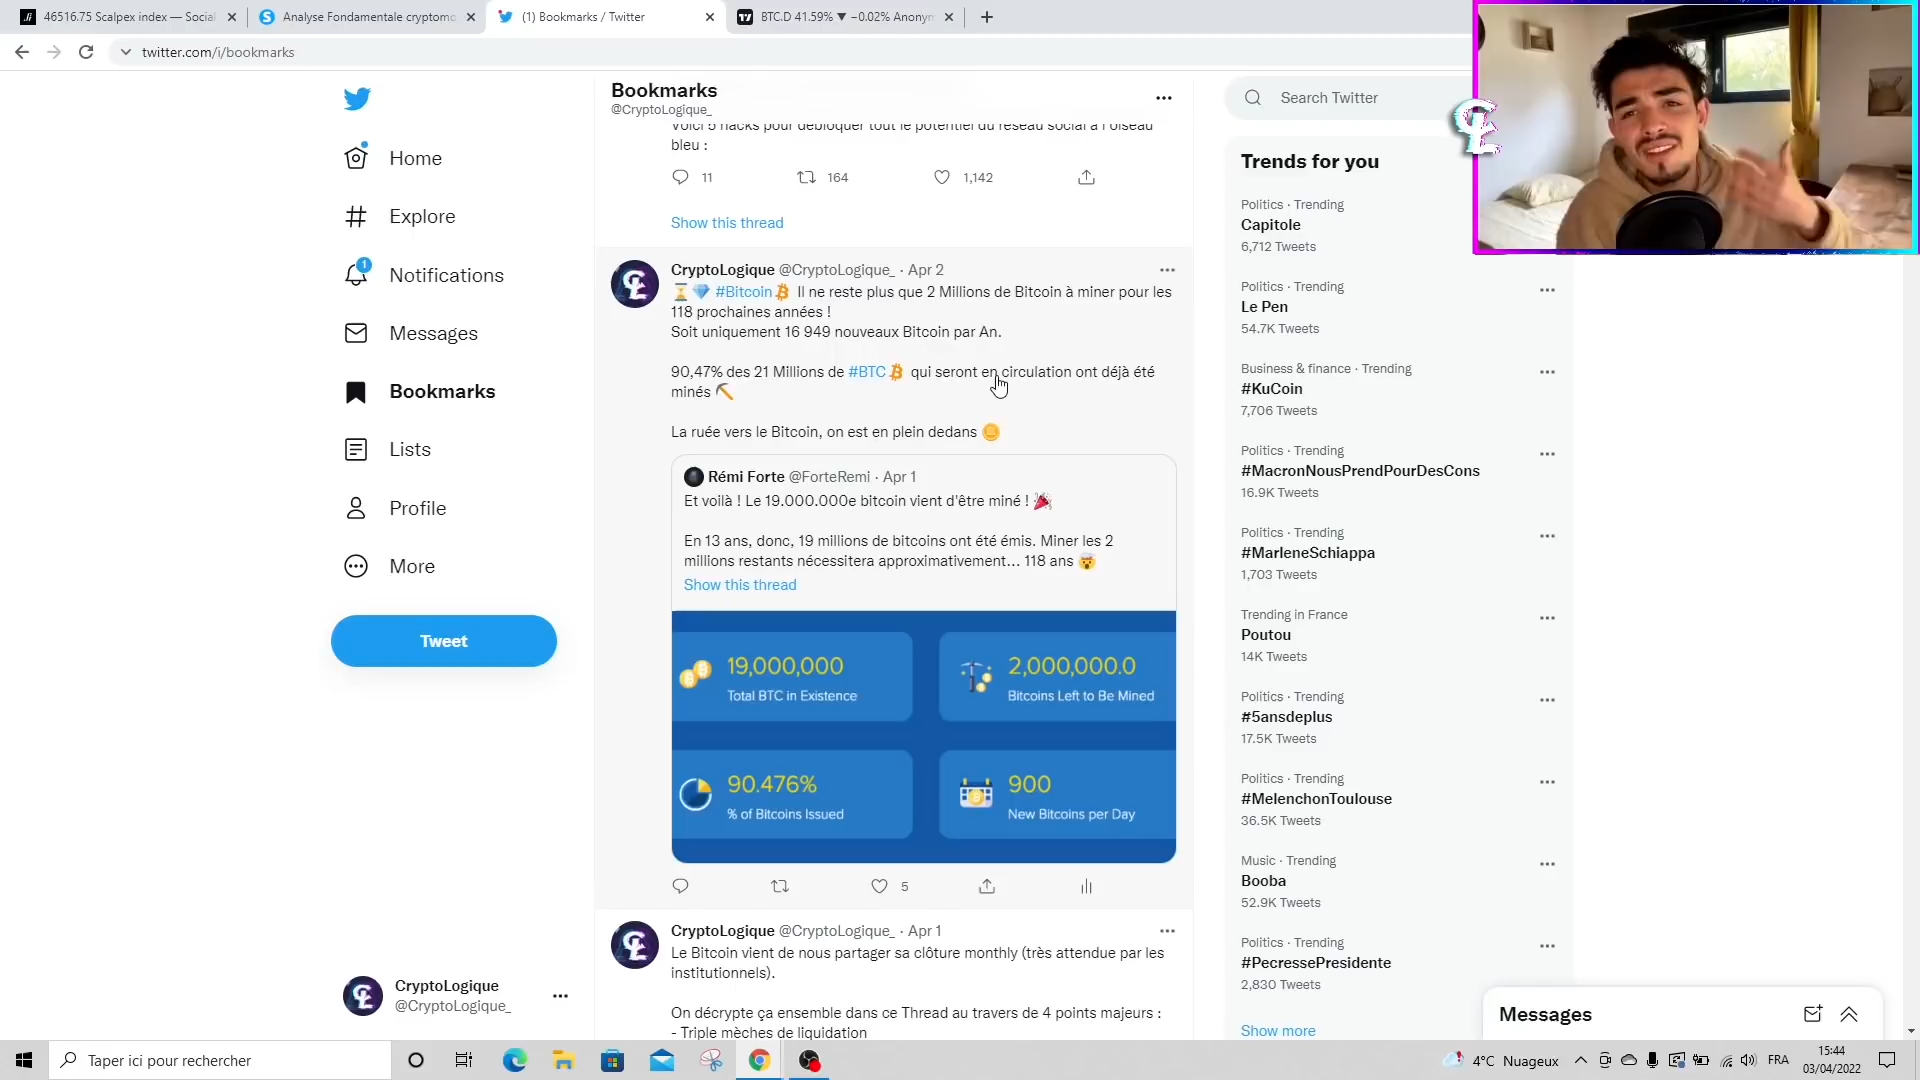 46516.75 Scalpex index — Social
Analyse Fondamentale cryptomo
(1) Bookmarks / Twitter
BTC.D 41.59% ▼ −0.02% Anonym
twitter.com/i/bookmarks
Home
Explore
1
Notifications
Messages
Bookmarks
Lists
Profile
More
Tweet
CryptoLogique
@CryptoLogique_
Bookmarks
@CryptoLogique_
Voici 5 hacks pour débloquer tout le potentiel du réseau social à l'oiseau
bleu :
11
164
1,142
Show this thread
CryptoLogique @CryptoLogique_ · Apr 2
⏳💎 #Bitcoin Il ne reste plus que 2 Millions de Bitcoin à miner pour les
118 prochaines années !
Soit uniquement 16 949 nouveaux Bitcoin par An.
90,47% des 21 Millions de #BTC qui seront en circulation ont déjà été
minés ⛏️
La ruée vers le Bitcoin, on est en plein dedans 🪙
Rémi Forte @ForteRemi · Apr 1
Et voilà ! Le 19.000.000e bitcoin vient d'être miné ! 🎉
En 13 ans, donc, 19 millions de bitcoins ont été émis. Miner les 2
millions restants nécessitera approximativement... 118 ans 🤯
Show this thread
19,000,000
Total BTC in Existence
2,000,000.0
Bitcoins Left to Be Mined
90.476%
% of Bitcoins Issued
900
New Bitcoins per Day
5
CryptoLogique @CryptoLogique_ · Apr 1
Le Bitcoin vient de nous partager sa clôture monthly (très attendue par les
institutionnels).
On décrypte ça ensemble dans ce Thread au travers de 4 points majeurs :
- Triple mèches de liquidation
Search Twitter
Trends for you
Politics · Trending
Capitole
6,712 Tweets
Politics · Trending
Le Pen
54.7K Tweets
Business & finance · Trending
#KuCoin
7,706 Tweets
Politics · Trending
#MacronNousPrendPourDesCons
16.9K Tweets
Politics · Trending
#MarleneSchiappa
1,703 Tweets
Trending in France
Poutou
14K Tweets
Politics · Trending
#5ansdeplus
17.5K Tweets
Politics · Trending
#MelenchonToulouse
36.5K Tweets
Music · Trending
Booba
52.9K Tweets
Politics · Trending
#PecressePresidente
2,830 Tweets
Show more
Messages
Taper ici pour rechercher
4°C Nuageux
FRA
15:44
03/04/2022